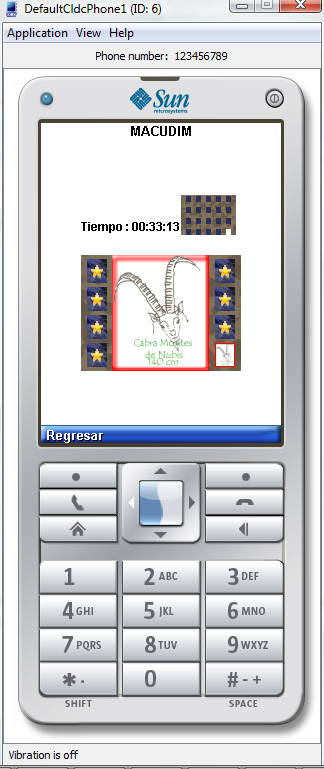 DefaultCldcPhone1 (ID: 6)
Application View Help
Phone number: 123456789
Sun
microsystems
MACUDIM
Tiempo : 00:33:13
Cabra Montes
de Nubis
140 cm
Regresar
1 2 ABC 3 DEF
4 GHI 5 JKL 6 MNO
7 PQRS 8 TUV 9 WXYZ
* . 0 # - +
SHIFT SPACE
Vibration is off